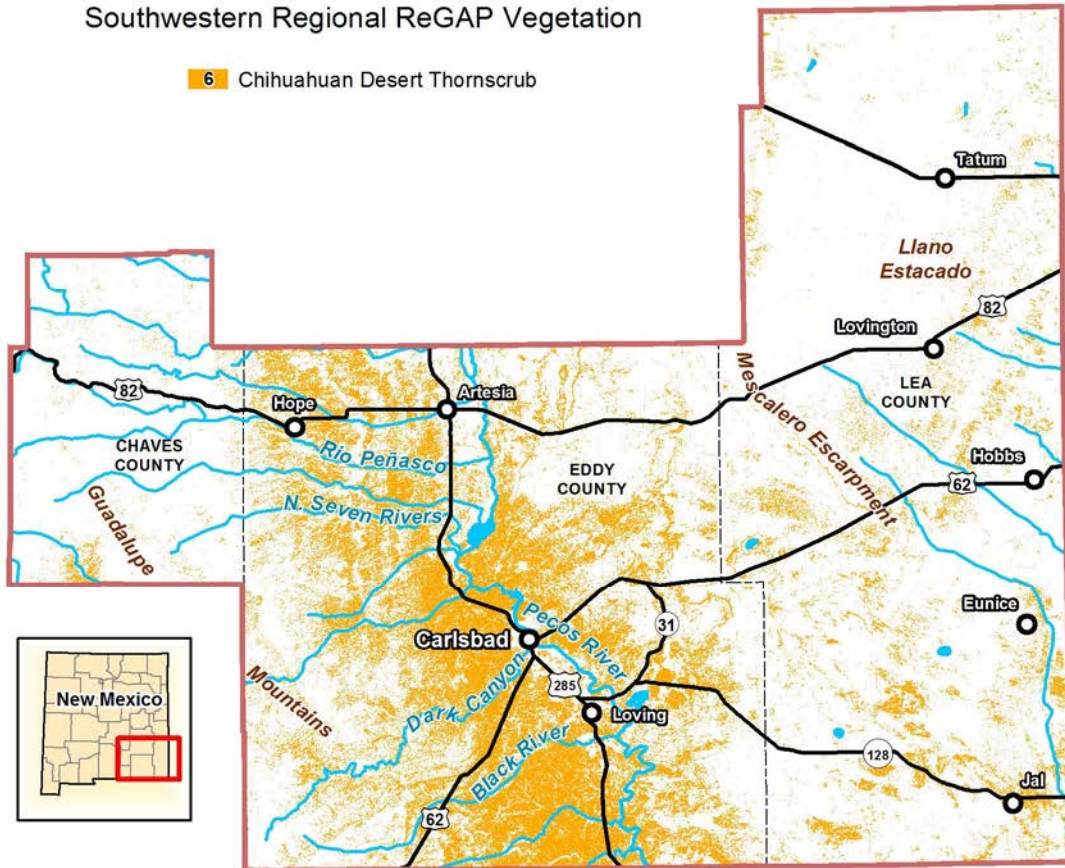 Southwestern Regional ReGAP Vegetation
6 Chihuahuan Desert Thornscrub
Tatum
Llano
Estacado
82
Lovington
LEA
COUNTY
Mescalero Escarpment
82
Hope
Artesia
CHAVES
COUNTY
Rio Peñasco
EDDY
COUNTY
62
Hobbs
Guadalupe
N. Seven Rivers
Eunice
Pecos River
31
Carlsbad
New Mexico
Mountains
Dark Canyon
285
Loving
Black River
128
Jal
62